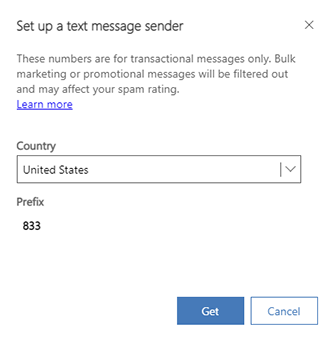 Set up a text message sender
These numbers are for transactional messages only. Bulk
marketing or promotional messages will be filtered out
and may affect your spam rating.
Learn more
Country
United States
Prefix
833
Get
Cancel